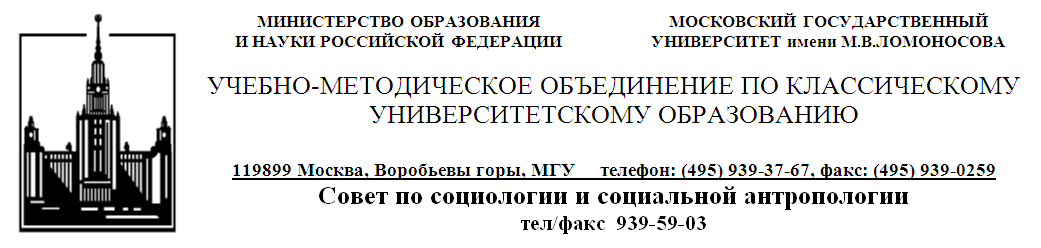 МИНИСТЕРСТВО ОБРАЗОВАНИЯ
И НАУКИ РОССИЙСКОЙ ФЕДЕРАЦИИ
МОСКОВСКИЙ ГОСУДАРСТВЕННЫЙ
УНИВЕРСИТЕТ имени М.В.ЛОМОНОСОВА
УЧЕБНО-МЕТОДИЧЕСКОЕ ОБЪЕДИНЕНИЕ ПО КЛАССИЧЕСКОМУ
УНИВЕРСИТЕТСКОМУ ОБРАЗОВАНИЮ
119899 Москва, Воробьевы горы, МГУ телефон: (495) 939-37-67, факс: (495) 939-0259
Совет по социологии и социальной антропологии
тел/факс 939-59-03